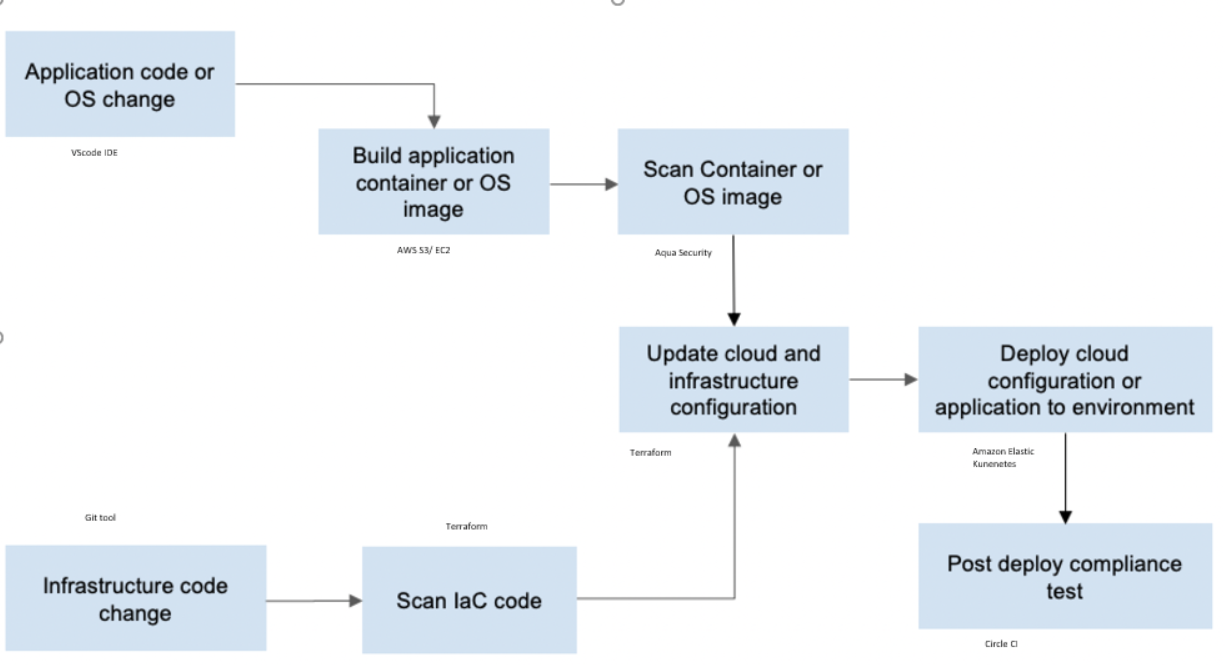 Application code or
OS change
VScode IDE
Build application
container or OS
image
AWS S3/ EC2
Scan Container or
OS image
Aqua Security
Update cloud and
infrastructure
configuration
Terraform
Deploy cloud
configuration or
application to environment
Amazon Elastic
Kunenetes
Git tool
Infrastructure code
change
Terraform
Scan IaC code
Post deploy compliance
test
Circle CI